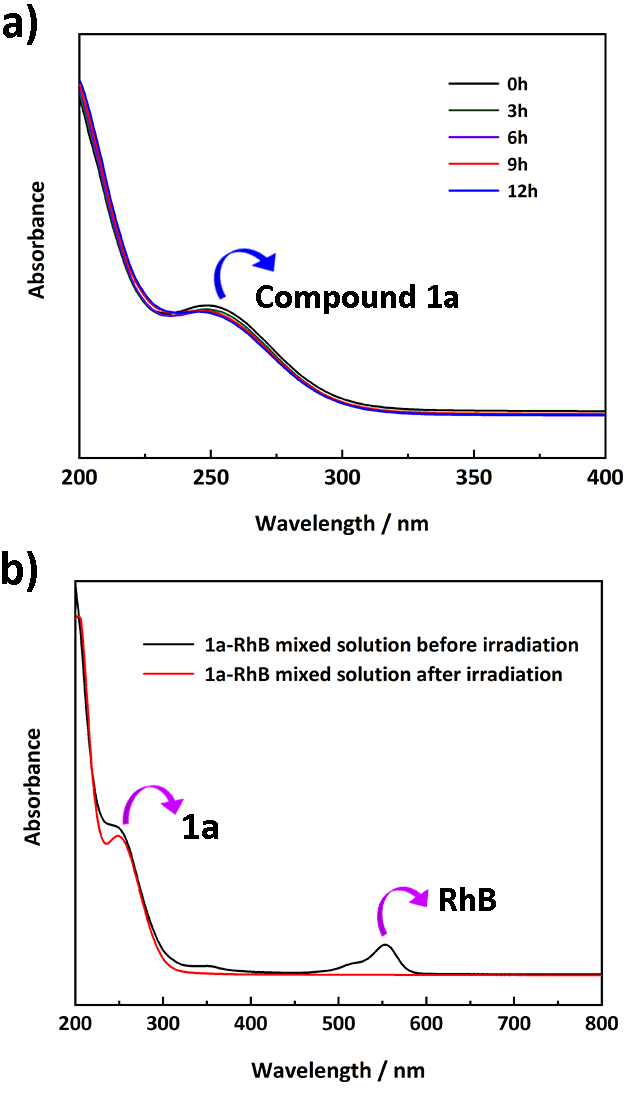 a)
0h
3h
6h
9h
12h
Compound 1a
Absorbance
200 250 300 350 400
Wavelength / nm
b)
1a-RhB mixed solution before irradiation
1a-RhB mixed solution after irradiation
1a
RhB
Absorbance
200 300 400 500 600 700 800
Wavelength / nm